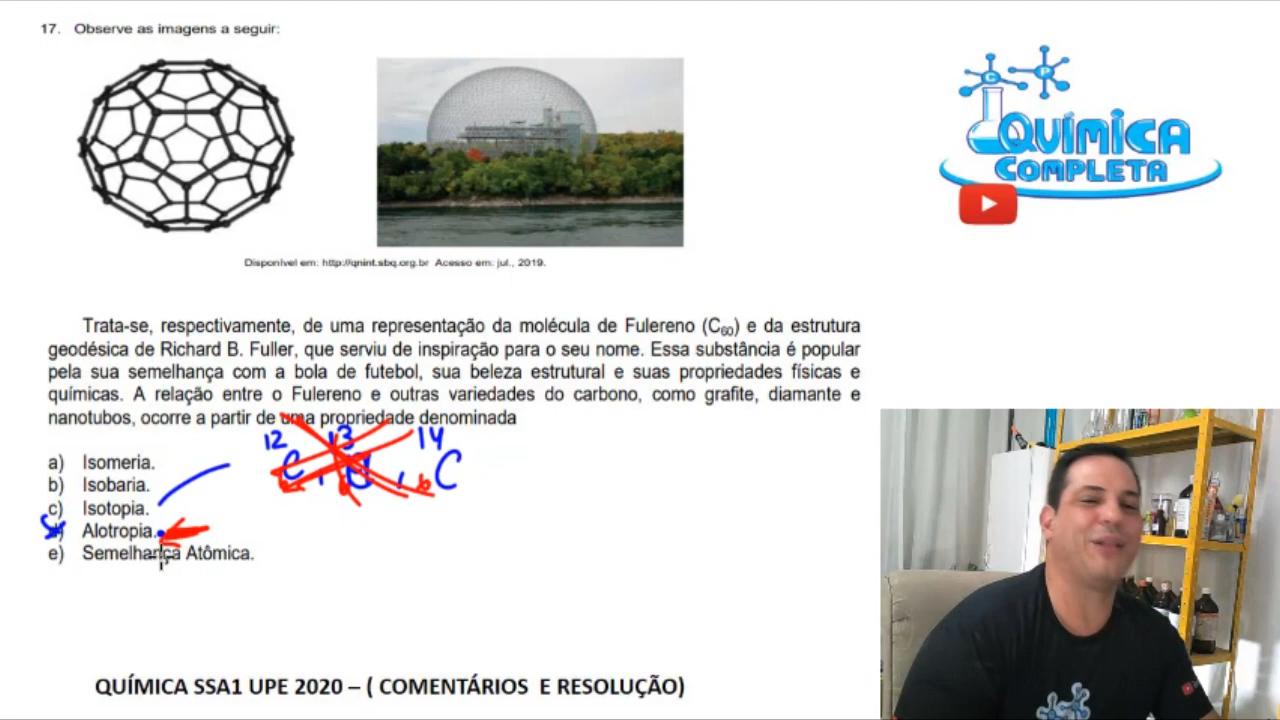 17. Observe as imagens a seguir:
C P
QUÍMICA
COMPLETA
Disponível em: http://qnint.sbq.org.br Acesso em: jul., 2019.
Trata-se, respectivamente, de uma representação da molécula de Fulereno (C60) e da estrutura
geodésica de Richard B. Fuller, que serviu de inspiração para o seu nome. Essa substância é popular
pela sua semelhança com a bola de futebol, sua beleza estrutural e suas propriedades físicas e
químicas. A relação entre o Fulereno e outras variedades do carbono, como grafite, diamante e
nanotubos, ocorre a partir de uma propriedade denominada
12 13 14
C , , 6 C
a) Isomeria.
b) Isobaria.
c) Isotopia.
Alotropia.
e) Semelhança Atômica.
QUÍMICA SSA1 UPE 2020 – ( COMENTÁRIOS E RESOLUÇÃO)